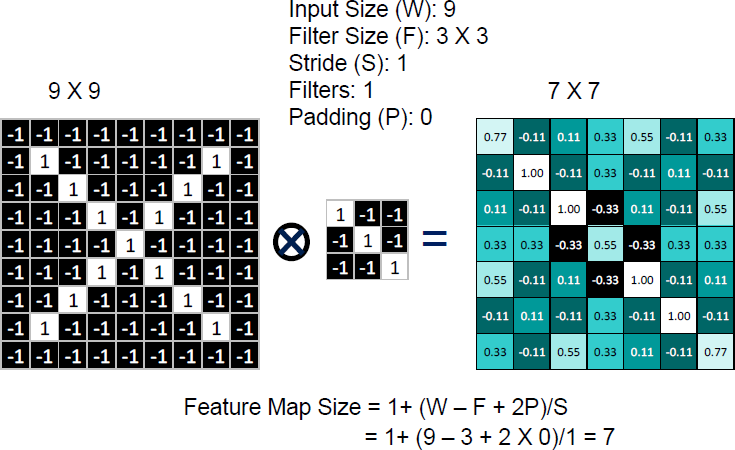 Input Size (W): 9
Filter Size (F): 3 X 3
Stride (S): 1
Filters: 1
Padding (P): 0
9 X 9
7 X 7
-1 -1 -1 -1 -1 -1 -1 -1 -1
-1 1 -1 -1 -1 -1 -1 1 -1
-1 -1 1 -1 -1 -1 1 -1 -1
-1 -1 -1 1 -1 1 -1 -1 -1
-1 -1 -1 -1 1 -1 -1 -1 -1
-1 -1 -1 1 -1 1 -1 -1 -1
-1 -1 1 -1 -1 -1 1 -1 -1
-1 1 -1 -1 -1 -1 -1 1 -1
-1 -1 -1 -1 -1 -1 -1 -1 -1
⊗
1 -1 -1
-1 1 -1
-1 -1 1
=
0.77 -0.11 0.11 0.33 0.55 -0.11 0.33
-0.11 1.00 -0.11 0.33 -0.11 0.11 -0.11
0.11 -0.11 1.00 -0.33 0.11 -0.11 0.55
0.33 0.33 -0.33 0.55 -0.33 0.33 0.33
0.55 -0.11 0.11 -0.33 1.00 -0.11 0.11
-0.11 0.11 -0.11 0.33 -0.11 1.00 -0.11
0.33 -0.11 0.55 0.33 0.11 -0.11 0.77
Feature Map Size = 1+ (W – F + 2P)/S
= 1+ (9 – 3 + 2 X 0)/1 = 7